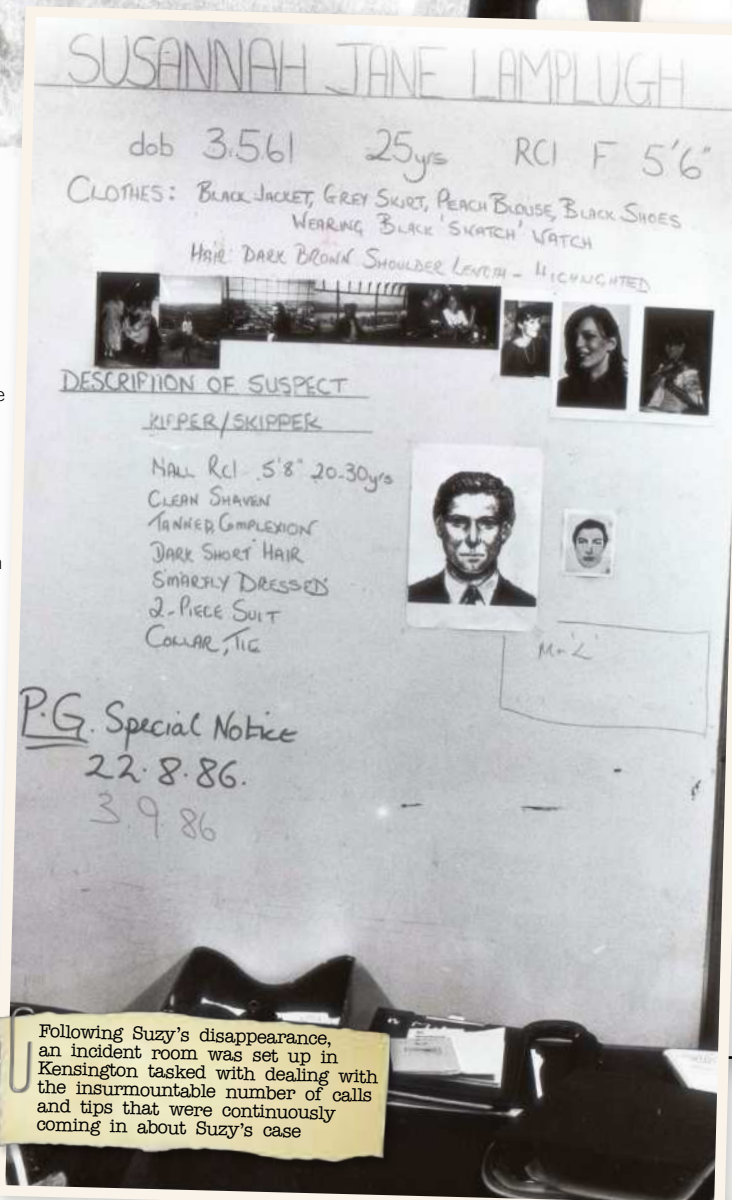 SUSANNAH JANE LAMPLUGH
dob 3.5.61 25yrs RCI F 5'6"
CLOTHES: BLACK JACKET, GREY SKIRT, PEACH BLOUSE, BLACK SHOES
WEARING BLACK 'SWATCH' WATCH
HAIR: DARK BROWN SHOULDER LENGTH - HIGHLIGHTED
DESCRIPTION OF SUSPECT
KIPPER/SKIPPER
MALE RCI 5'8" 20-30yrs
CLEAN SHAVEN
TANNED COMPLEXION
DARK SHORT HAIR
SMARTLY DRESSED
2-PIECE SUIT
COLLAR, TIE
Mr 'L'
P.G. Special Notice
22.8.86.
3.9.86
Following Suzy's disappearance,
an incident room was set up in
Kensington tasked with dealing with
the insurmountable number of calls
and tips that were continuously
coming in about Suzy's case